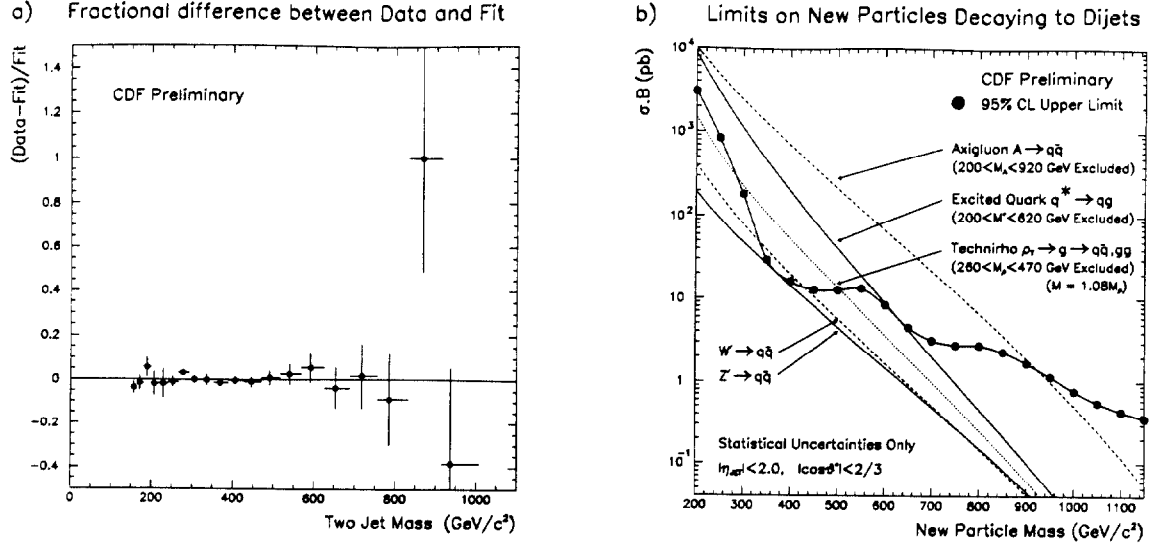 a) Fractional difference between Data and Fit
(Data-Fit)/Fit
CDF Preliminary
1.4
1.2
1
0.8
0.6
0.4
0.2
0
-0.2
-0.4
0 200 400 600 800 1000
Two Jet Mass (GeV/c²)
b) Limits on New Particles Decaying to Dijets
σ.B (pb)
10⁴
10³
10²
10
1
10⁻¹
CDF Preliminary
● 95% CL Upper Limit
Axigluon A→qq̄
(200<M_A<920 GeV Excluded)
Excited Quark q*→qg
(200<M*<620 GeV Excluded)
Technirho ρ_T→g→qq̄,gg
(260<M_ρ<470 GeV Excluded)
(M = 1.08M_ρ)
W'→qq̄
Z'→qq̄
Statistical Uncertainties Only
|η_JET|<2.0, |cosθ*|<2/3
200 300 400 500 600 700 800 900 1000 1100
New Particle Mass (GeV/c²)